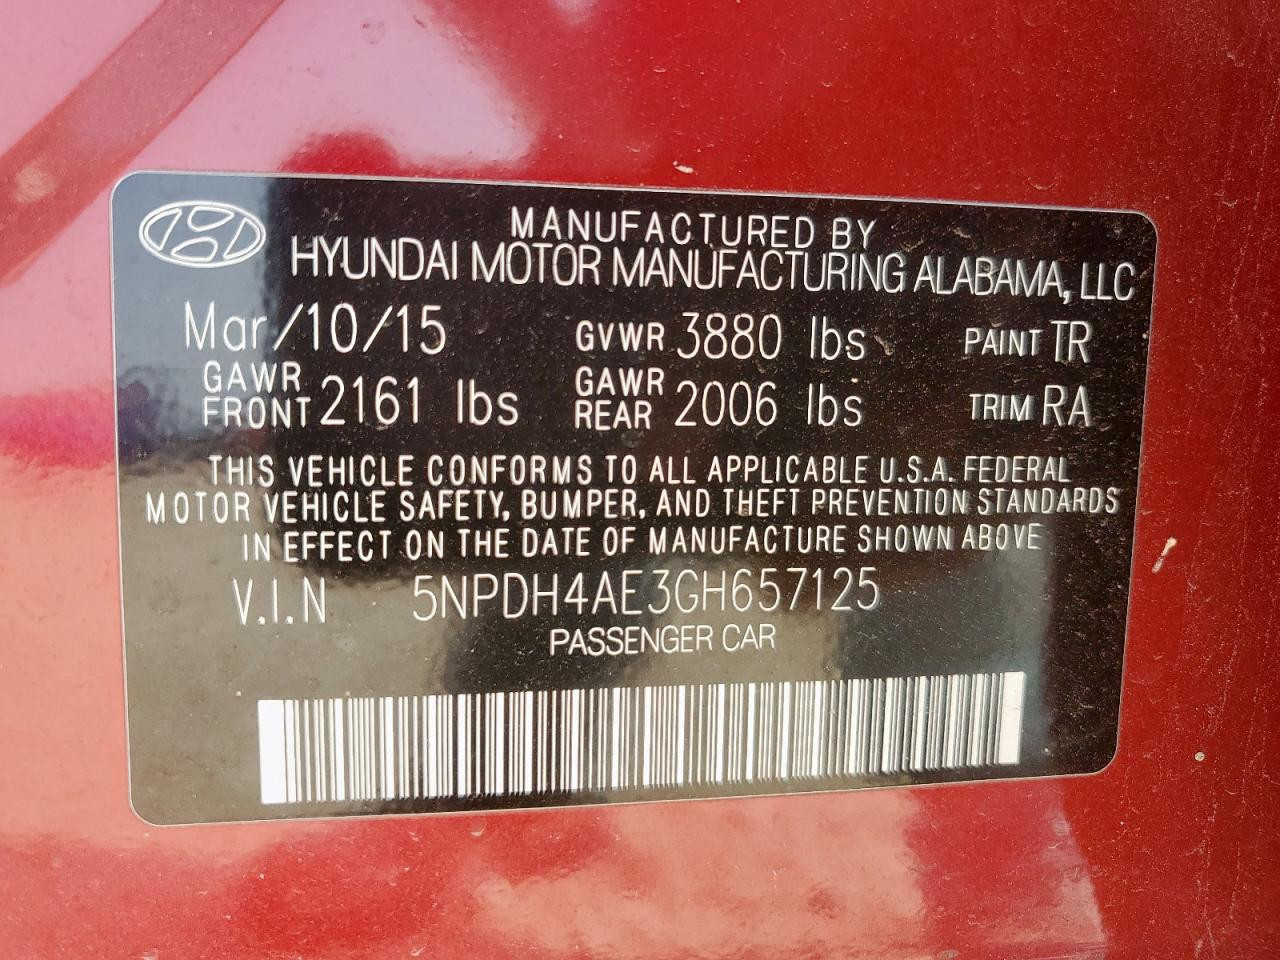 MANUFACTURED BY
HYUNDAI MOTOR MANUFACTURING ALABAMA, LLC
Mar/10/15 GVWR 3880 lbs PAINT TR
GAWR FRONT 2161 lbs GAWR REAR 2006 lbs TRIM RA
THIS VEHICLE CONFORMS TO ALL APPLICABLE U.S.A. FEDERAL
MOTOR VEHICLE SAFETY, BUMPER, AND THEFT PREVENTION STANDARDS
IN EFFECT ON THE DATE OF MANUFACTURE SHOWN ABOVE
V.I.N 5NPDH4AE3GH657125
PASSENGER CAR